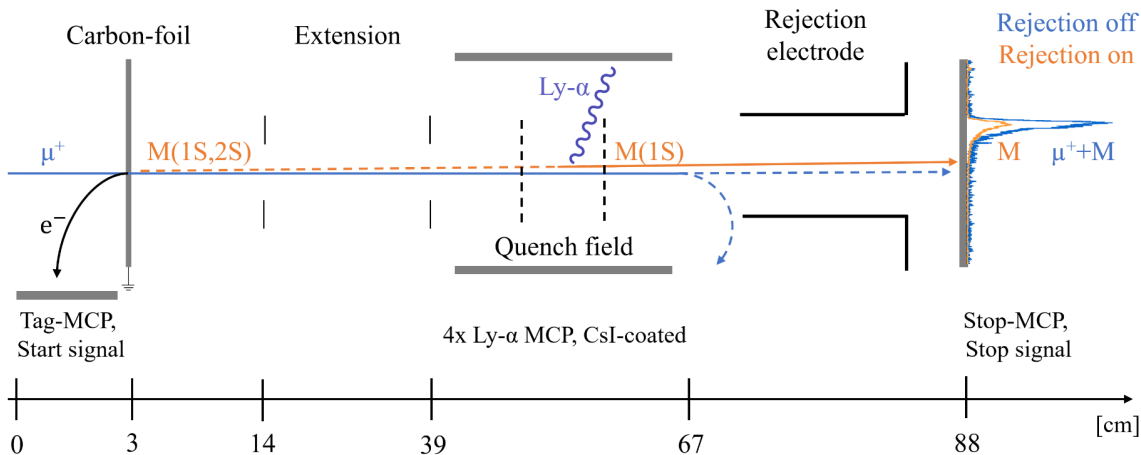 Carbon-foil
Extension
Rejection
electrode
Rejection off
Rejection on
Ly-α
μ⁺
M(1S,2S)
M(1S)
M
μ⁺+M
e⁻
Quench field
Tag-MCP,
Start signal
4x Ly-α MCP, CsI-coated
Stop-MCP,
Stop signal
0
3
14
39
67
88
[cm]